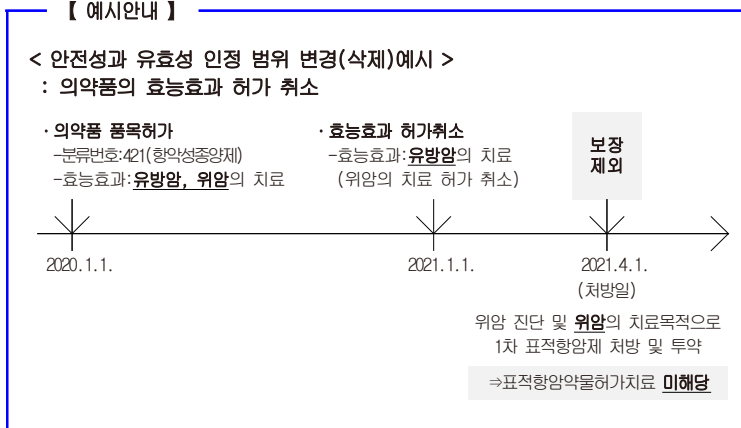 【 예시안내 】
< 안전성과 유효성 인정 범위 변경(삭제)예시 >
: 의약품의 효능효과 허가 취소
· 의약품 품목허가
-분류번호:421(항악성종양제)
-효능효과:유방암, 위암의 치료
· 효능효과 허가취소
-효능효과:유방암의 치료
(위암의 치료 허가 취소)
보장
제외
2020.1.1.
2021.1.1.
2021.4.1.
(처방일)
위암 진단 및 위암의 치료목적으로
1차 표적항암제 처방 및 투약
⇒표적항암약물허가치료 미해당